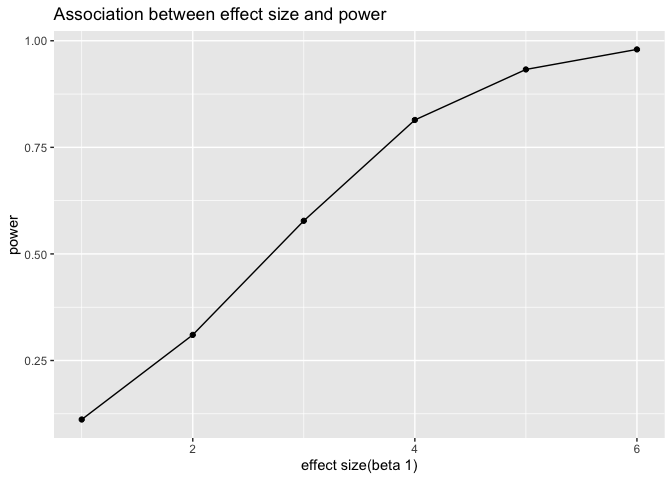 Association between effect size and power
1.00
0.75
0.50
0.25
power
2 4 6
effect size(beta 1)